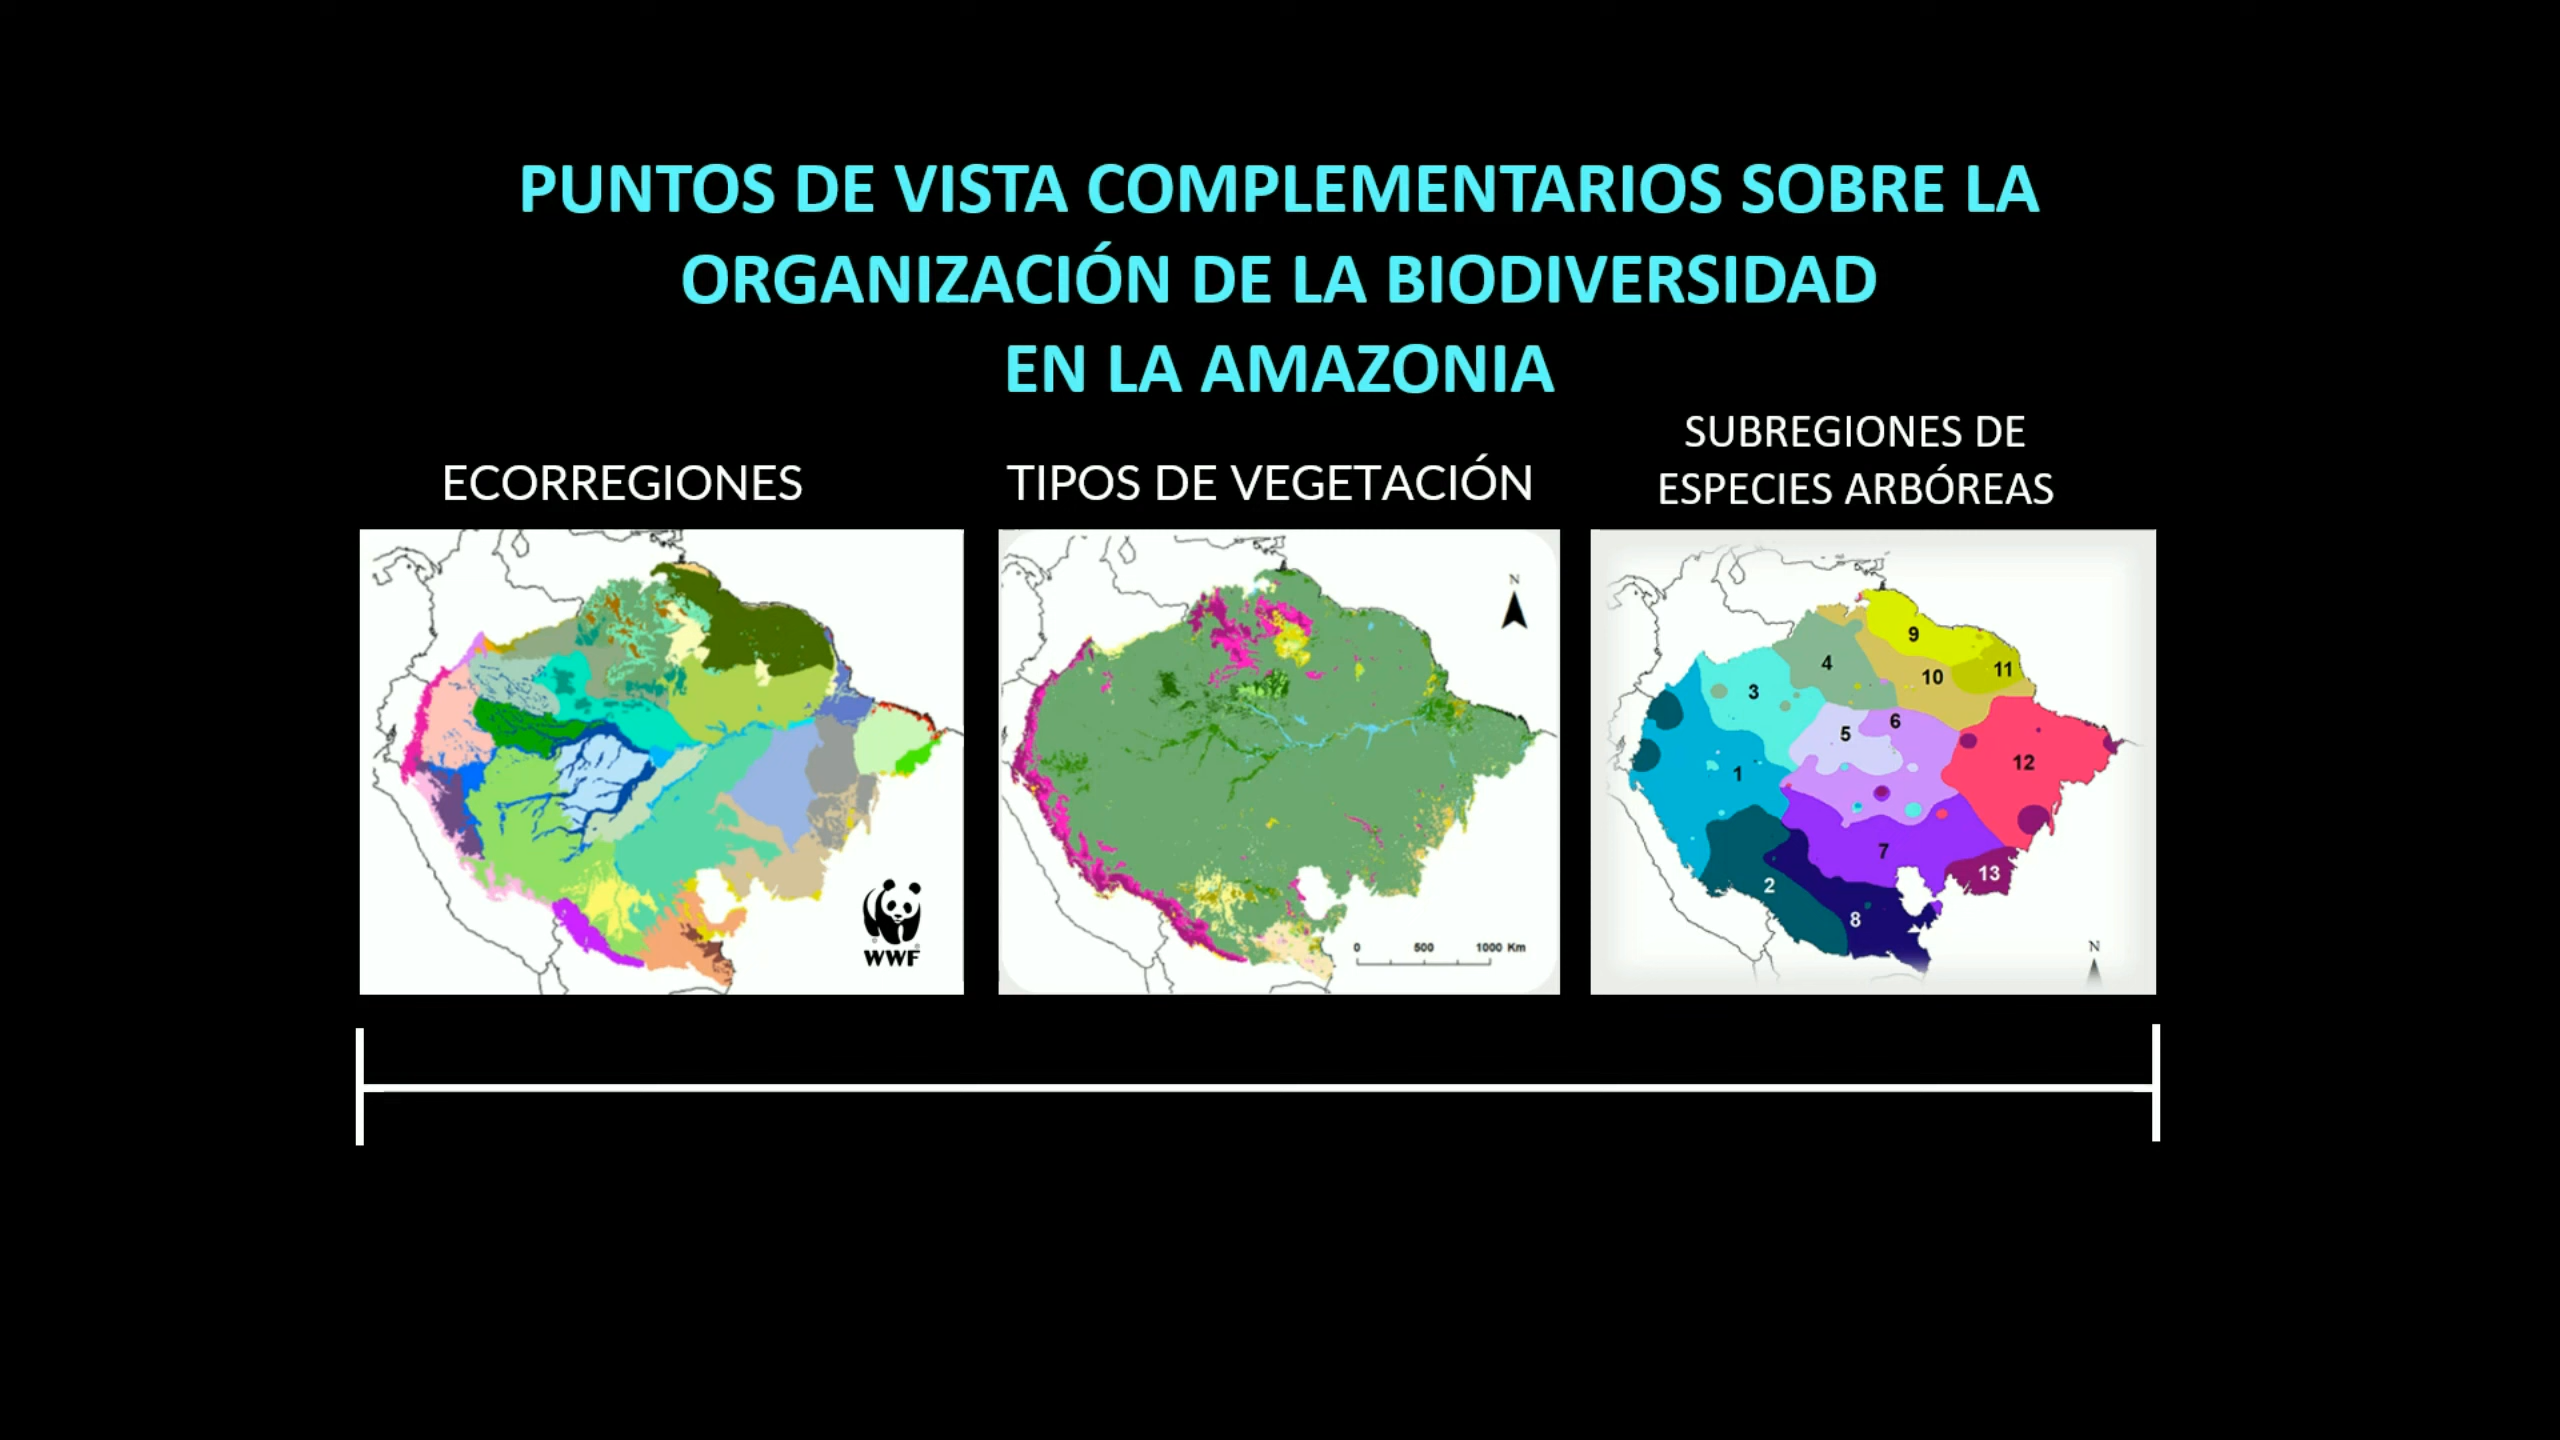 PUNTOS DE VISTA COMPLEMENTARIOS SOBRE LA
ORGANIZACIÓN DE LA BIODIVERSIDAD
EN LA AMAZONIA
ECORREGIONES
TIPOS DE VEGETACIÓN
SUBREGIONES DE
ESPECIES ARBÓREAS
WWF
N
0 500 1000 Km
9
4
11
10
3
6
5
12
1
7
13
2
8
N